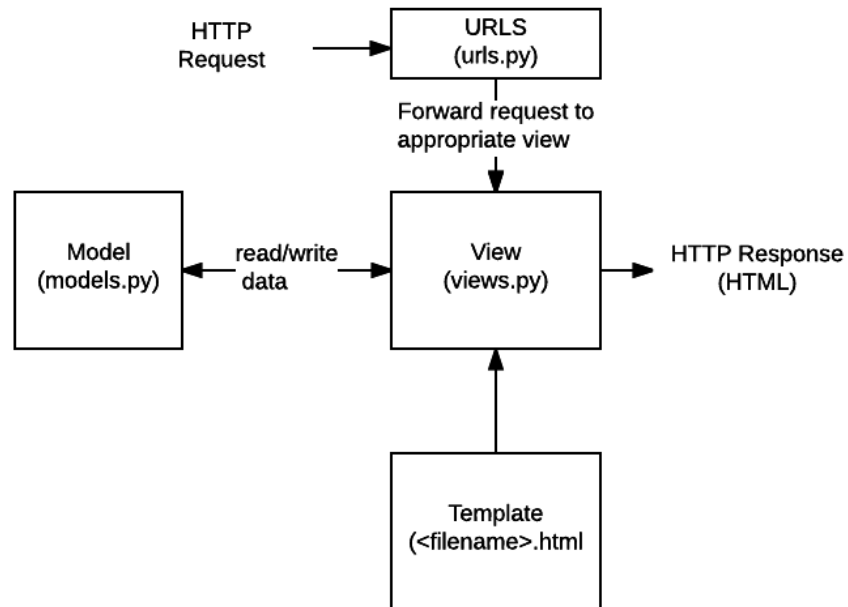 HTTP
Request
URLS
(urls.py)
Forward request to
appropriate view
Model
(models.py)
read/write
data
View
(views.py)
HTTP Response
(HTML)
Template
(<filename>.html